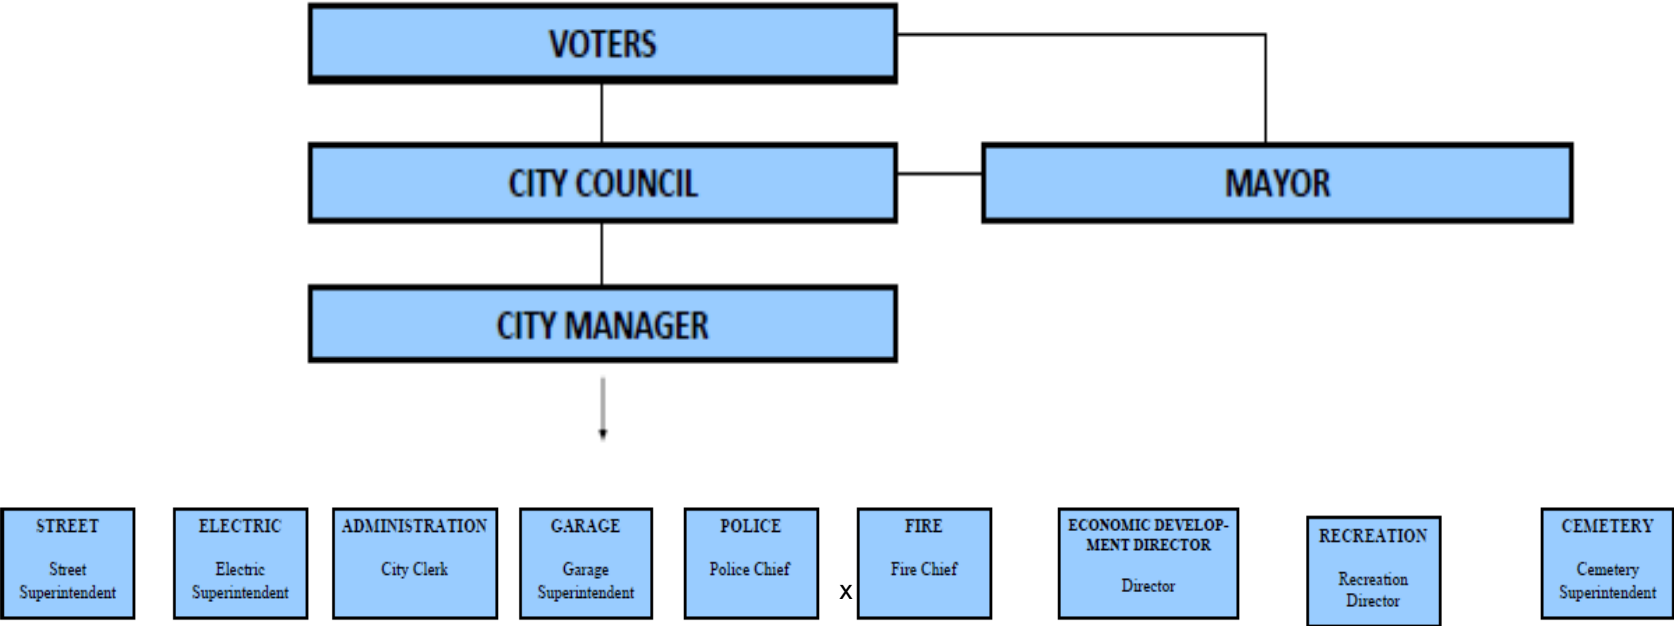 VOTERS
CITY COUNCIL
MAYOR
CITY MANAGER
STREET
Street
Superintendent
ELECTRIC
Electric
Superintendent
ADMINISTRATION
City Clerk
GARAGE
Garage
Superintendent
POLICE
Police Chief
x
FIRE
Fire Chief
ECONOMIC DEVELOP-
MENT DIRECTOR
Director
RECREATION
Recreation
Director
CEMETERY
Cemetery
Superintendent